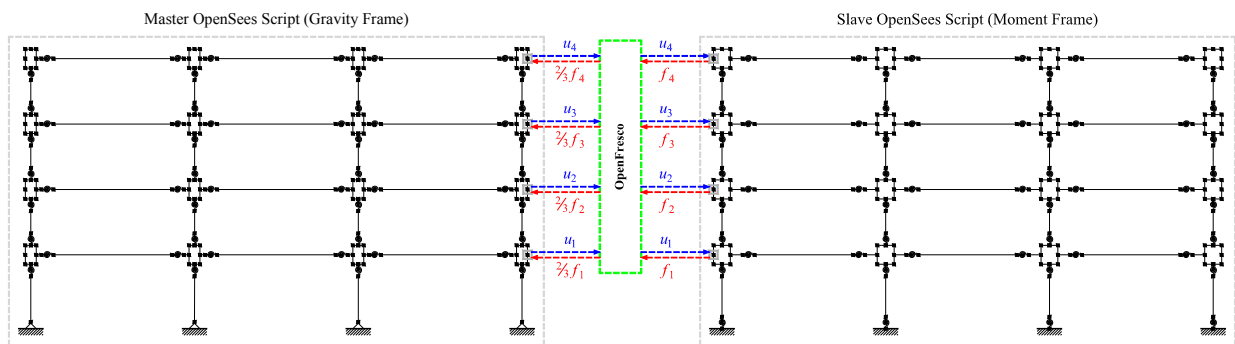 Master OpenSees Script (Gravity Frame)
Slave OpenSees Script (Moment Frame)
u4
u4
2/3 f4
f4
u3
u3
2/3 f3
f3
OpenFresco
u2
u2
2/3 f2
f2
u1
u1
2/3 f1
f1